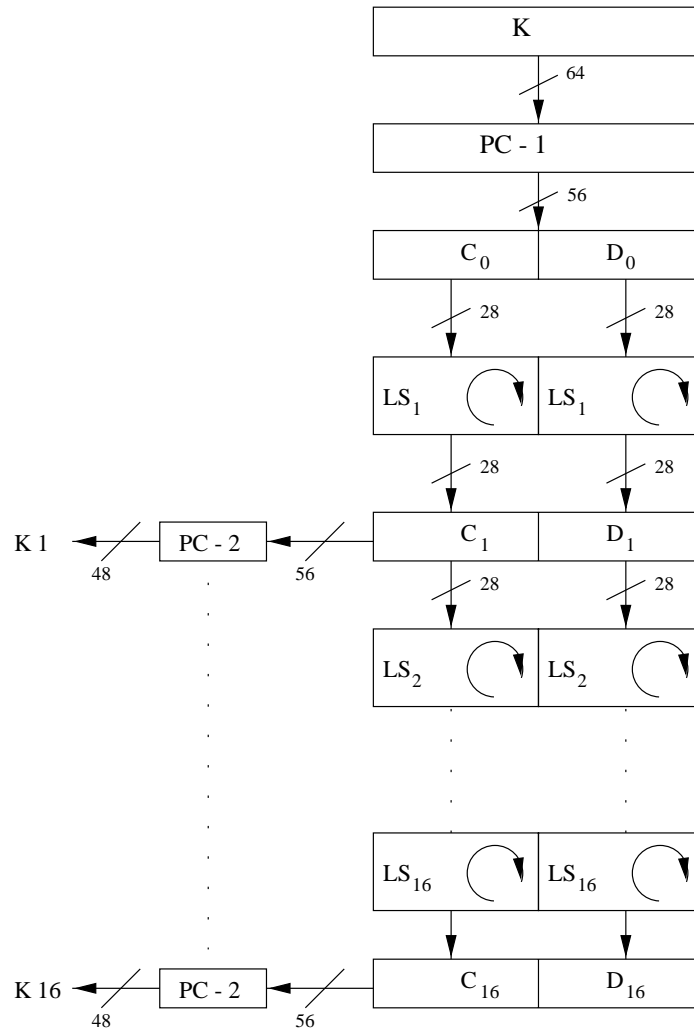 K
64
PC - 1
56
C0 D0
28 28
LS1 LS1
28 28
K 1 48 PC - 2 56 C1 D1
28 28
LS2 LS2
LS16 LS16
K 16 48 PC - 2 56 C16 D16